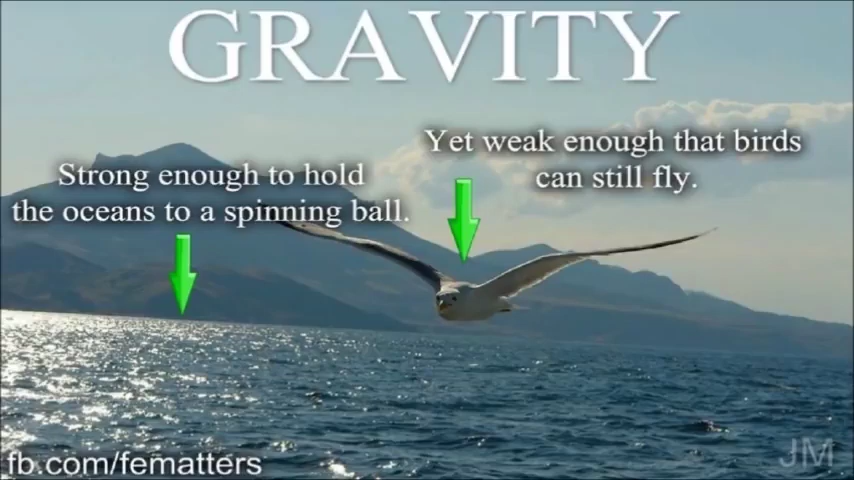 GRAVITY
Strong enough to hold
the oceans to a spinning ball.
Yet weak enough that birds
can still fly.
fb.com/fematters
JM